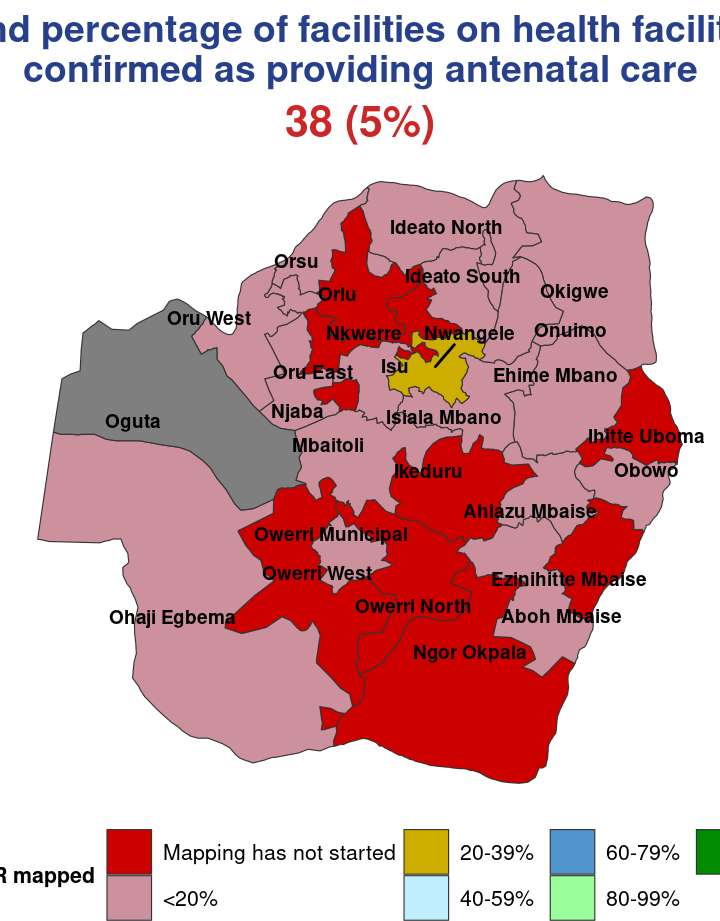 percentage of facilities on health
confirmed as providing antenatal care
38 (5%)
Ideato North
Orsu
Ideato South
Okigwe
Orlu
Oru West
Nkwerre
Nwangele
Onuimo
Isu
Oru East
Ehime Mbano
Njaba
Isiala Mbano
Oguta
Ihitte Uboma
Mbaitoli
Ikeduru
Obowo
Ahiazu Mbaise
Owerri Municipal
Owerri West
Ezinihitte Mbaise
Owerri North
Ohaji Egbema
Aboh Mbaise
Ngor Okpala
mapped
Mapping has not started
20-39%
60-79%
<20%
40-59%
80-99%